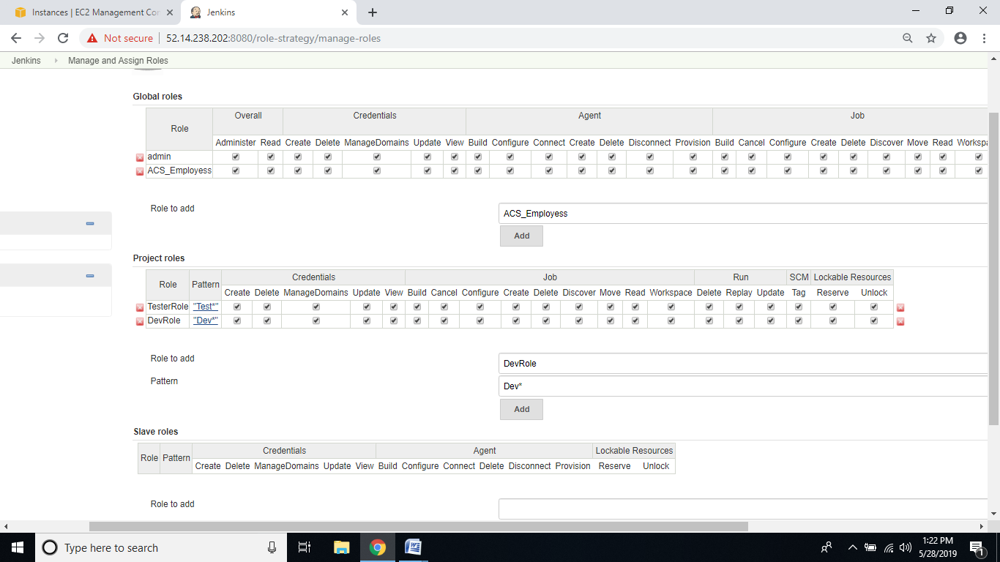 Instances | EC2 Management Con
Jenkins
Not secure | 52.14.238.202:8080/role-strategy/manage-roles
Jenkins Manage and Assign Roles
Global roles
Role Overall Credentials Agent Job
Administer Read Create Delete ManageDomains Update View Build Configure Connect Create Delete Disconnect Provision Build Cancel Configure Create Delete Discover Move Read Workspa
admin
ACS_Employess
Role to add ACS_Employess
Add
Project roles
Role Pattern Credentials Job Run SCM Lockable Resources
Create Delete ManageDomains Update View Build Cancel Configure Create Delete Discover Move Read Workspace Delete Replay Update Tag Reserve Unlock
TesterRole "Test*"
DevRole "Dev*"
Role to add DevRole
Pattern Dev*
Add
Slave roles
Role Pattern Credentials Agent Lockable Resources
Create Delete ManageDomains Update View Build Configure Connect Delete Disconnect Provision Reserve Unlock
Role to add
Type here to search
1:22 PM
5/28/2019
1